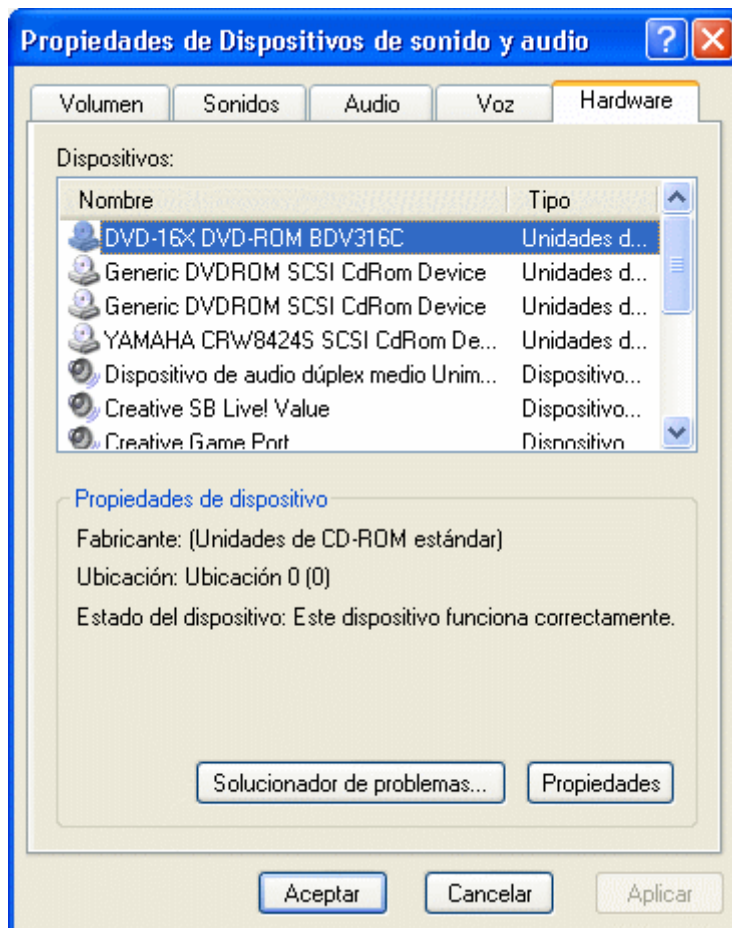 Propiedades de Dispositivos de sonido y audio
Volumen Sonidos Audio Voz Hardware
Dispositivos:
Nombre Tipo
DVD-16X DVD-ROM BDV316C Unidades d...
Generic DVDROM SCSI CdRom Device Unidades d...
Generic DVDROM SCSI CdRom Device Unidades d...
YAMAHA CRW8424S SCSI CdRom De... Unidades d...
Dispositivo de audio dúplex medio Unim... Dispositivo...
Creative SB Live! Value Dispositivo...
Creative Game Port Dispositivo
Propiedades de dispositivo
Fabricante: (Unidades de CD-ROM estándar)
Ubicación: Ubicación 0 (0)
Estado del dispositivo: Este dispositivo funciona correctamente.
Solucionador de problemas... Propiedades
Aceptar Cancelar Aplicar